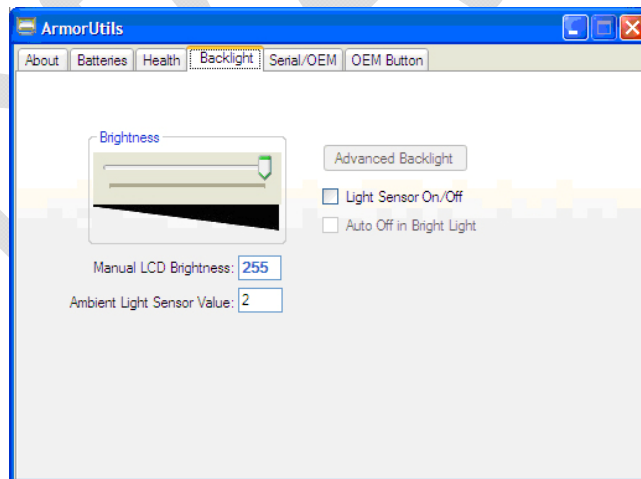 ArmorUtils
About Batteries Health Backlight Serial/OEM OEM Button
Brightness
Advanced Backlight
Light Sensor On/Off
Auto Off in Bright Light
Manual LCD Brightness: 255
Ambient Light Sensor Value: 2